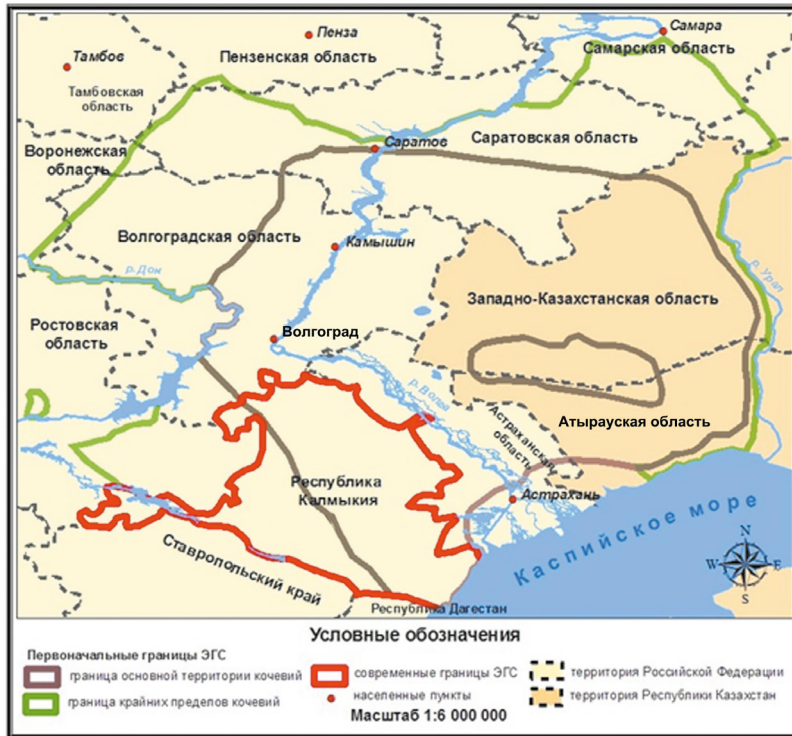 Самара
Пенза
Самарская область
Пензенская область
Тамбов
Тамбовская
область
Саратовская область
Саратов
Воронежская
область
Волгоградская область
Камышин
р. Дон
р. Урал
Западно-Казахстанская область
Ростовская
область
Волгоград
р. Волга
Астраханская
область
Атырауская область
Республика
Калмыкия
Астрахань
Каспийское море
N
W
E
S
Ставропольский край
Республика Дагестан
Условные обозначения
Первоначальные границы ЭГС
граница основной территории кочевий
современные границы ЭГС
территория Российской Федерации
граница крайних пределов кочевий
населенные пункты
территория Республики Казахстан
Масштаб 1:6 000 000